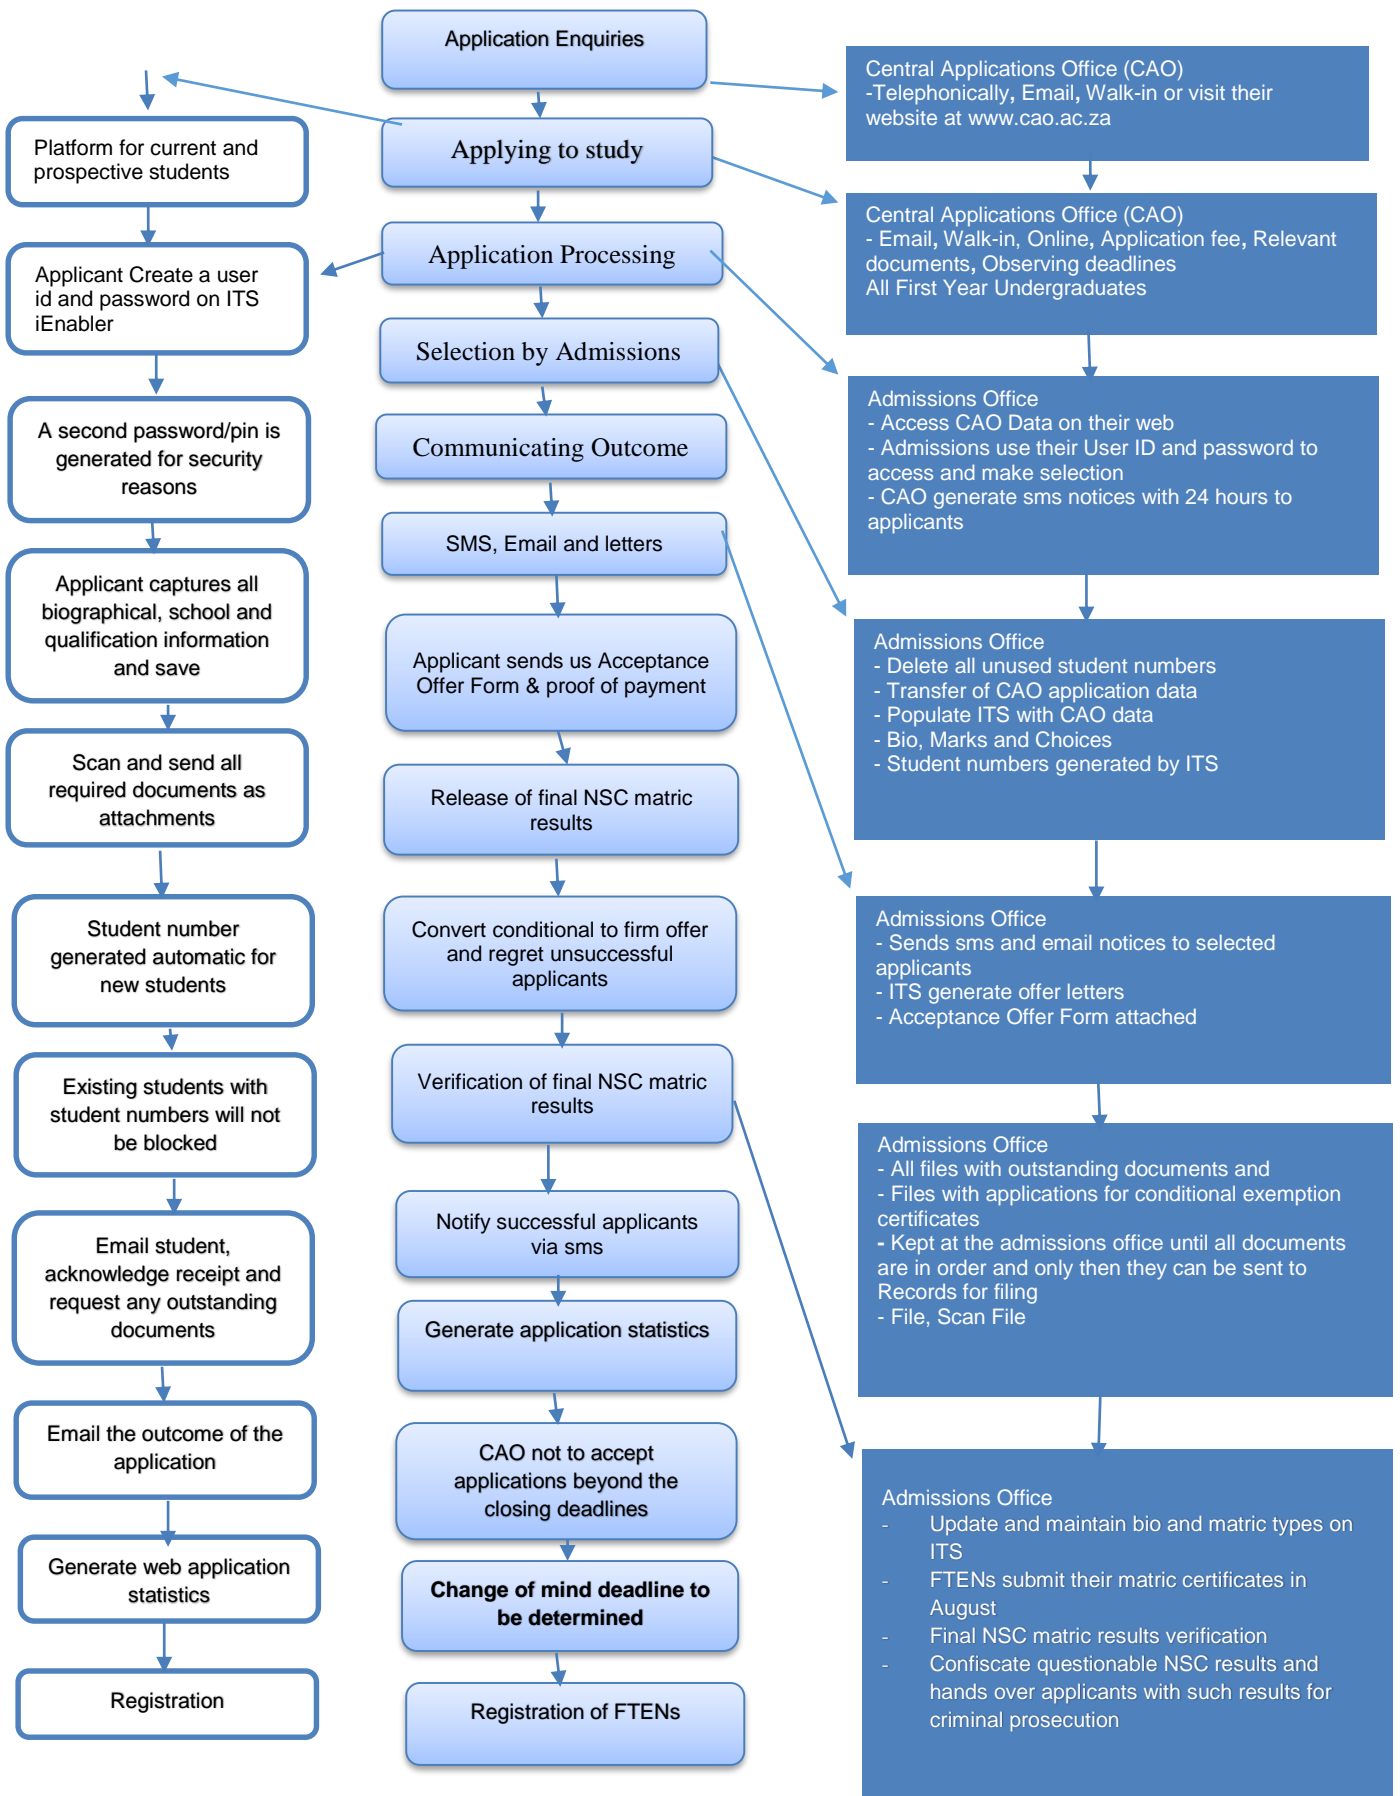 Application Enquiries
Applying to study
Application Processing
Selection by Admissions
Communicating Outcome
SMS, Email and letters
Applicant sends us Acceptance
Offer Form & proof of payment
Release of final NSC matric
results
Convert conditional to firm offer
and regret unsuccessful
applicants
Verification of final NSC matric
results
Notify successful applicants
via sms
Generate application statistics
CAO not to accept
applications beyond the
closing deadlines
Change of mind deadline to
be determined
Registration of FTENs
Platform for current and
prospective students
Applicant Create a user
id and password on ITS
iEnabler
A second password/pin is
generated for security
reasons
Applicant captures all
biographical, school and
qualification information
and save
Scan and send all
required documents as
attachments
Student number
generated automatic for
new students
Existing students with
student numbers will not
be blocked
Email student,
acknowledge receipt and
request any outstanding
documents
Email the outcome of the
application
Generate web application
statistics
Registration
Central Applications Office (CAO)
-Telephonically, Email, Walk-in or visit their
website at www.cao.ac.za
Central Applications Office (CAO)
- Email, Walk-in, Online, Application fee, Relevant
documents, Observing deadlines
All First Year Undergraduates
Admissions Office
- Access CAO Data on their web
- Admissions use their User ID and password to
access and make selection
- CAO generate sms notices with 24 hours to
applicants
Admissions Office
- Delete all unused student numbers
- Transfer of CAO application data
- Populate ITS with CAO data
- Bio, Marks and Choices
- Student numbers generated by ITS
Admissions Office
- Sends sms and email notices to selected
applicants
- ITS generate offer letters
- Acceptance Offer Form attached
Admissions Office
- All files with outstanding documents and
- Files with applications for conditional exemption
certificates
- Kept at the admissions office until all documents
are in order and only then they can be sent to
Records for filing
- File, Scan File
Admissions Office
- Update and maintain bio and matric types on
ITS
- FTENs submit their matric certificates in
August
- Final NSC matric results verification
- Confiscate questionable NSC results and
hands over applicants with such results for
criminal prosecution